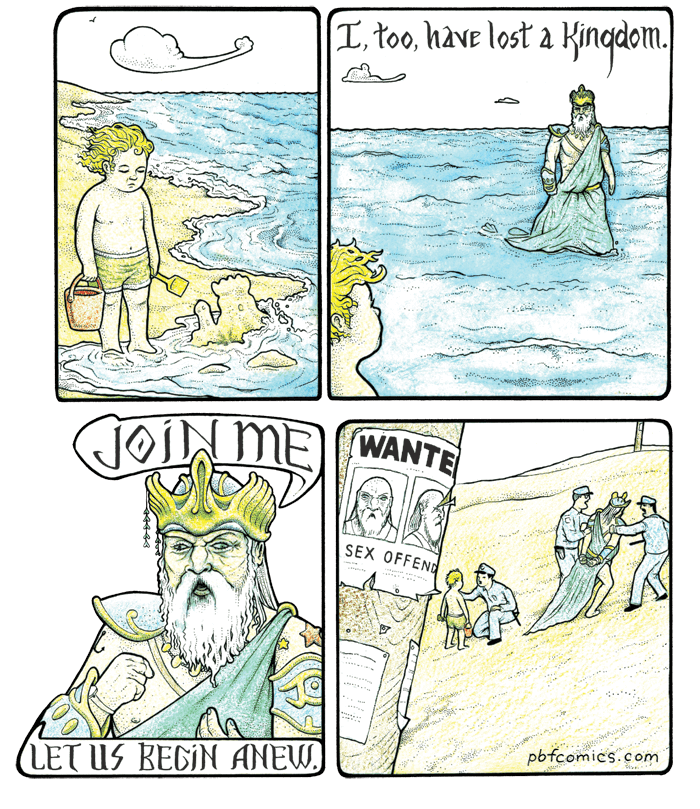 I, too, have lost a Kingdom.
JOIN ME
LET US BEGIN ANEW.
WANTE
SEX OFFEND
pbfcomics.com